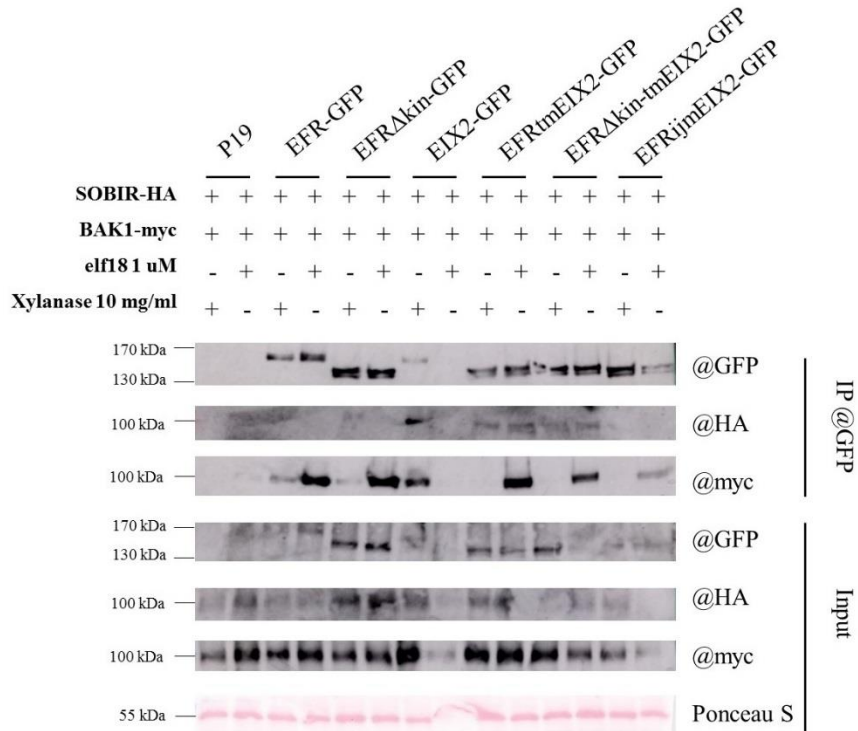 P19
EFR-GFP
EFRΔkin-GFP
EIX2-GFP
EFRtmEIX2-GFP
EFRΔkin-tmEIX2-GFP
EFRijmEIX2-GFP
SOBIR-HA + + + + + + + + + + + + + +
BAK1-myc + + + + + + + + + + + + + +
elf18 1 uM - + - + - + - + - + - + - +
Xylanase 10 mg/ml + - + - + - + - + - + - + -
170 kDa
130 kDa
@GFP
100 kDa
@HA
100 kDa
@myc
IP @GFP
170 kDa
130 kDa
@GFP
100 kDa
@HA
100 kDa
@myc
55 kDa
Ponceau S
Input